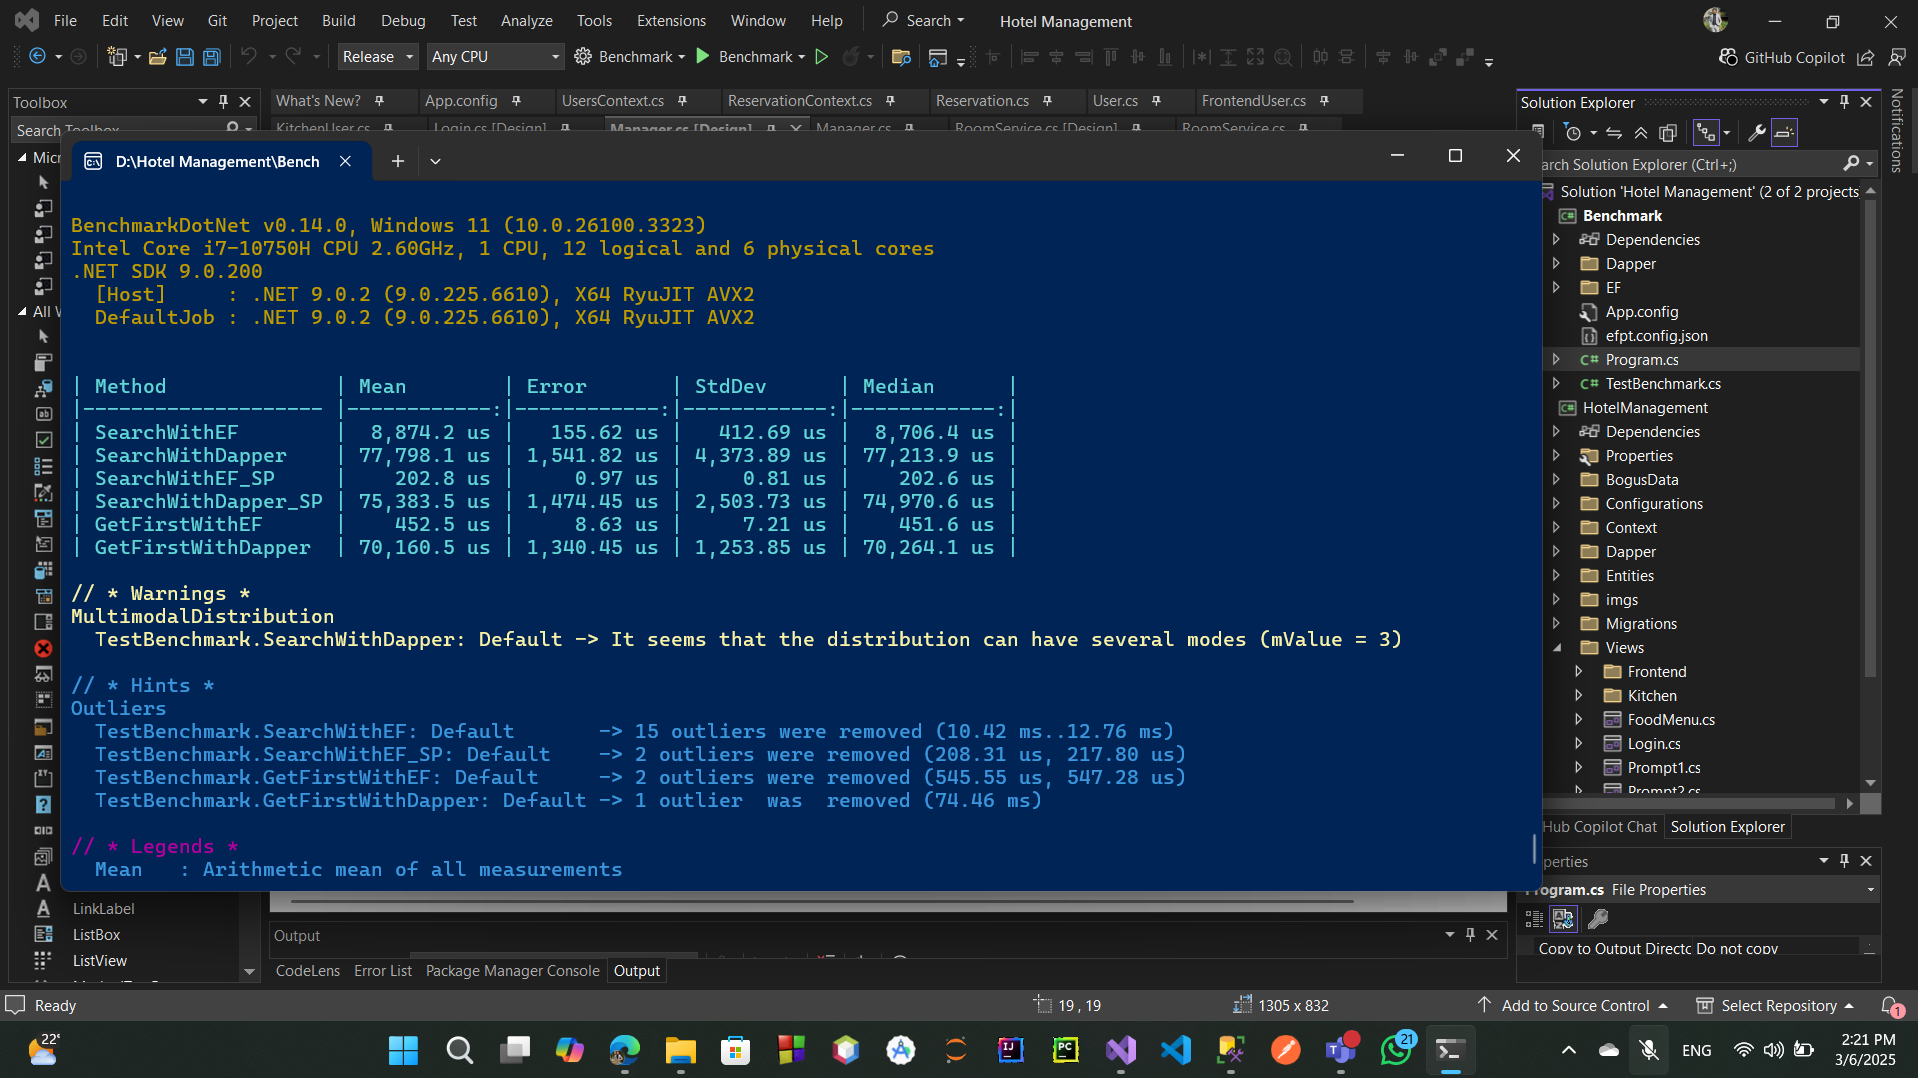 File Edit View Git Project Build Debug Test Analyze Tools Extensions Window Help Search Hotel Management
Release Any CPU Benchmark Benchmark GitHub Copilot
Toolbox
What's New? App.config UsersContext.cs ReservationContext.cs Reservation.cs User.cs FrontendUser.cs
Solution Explorer
Notifications
Search Toolbox
KitchenUser.cs Login.cs [Design] Manager.cs [Design] Manager.cs RoomService.cs [Design] RoomService.cs
D:\Hotel Management\Bench
arch Solution Explorer (Ctrl+;)
Micr
All W
BenchmarkDotNet v0.14.0, Windows 11 (10.0.26100.3323)
Intel Core i7-10750H CPU 2.60GHz, 1 CPU, 12 logical and 6 physical cores
.NET SDK 9.0.200
[Host]     : .NET 9.0.2 (9.0.225.6610), X64 RyuJIT AVX2
DefaultJob : .NET 9.0.2 (9.0.225.6610), X64 RyuJIT AVX2
| Method              | Mean        | Error       | StdDev      | Median      |
|-------------------- |------------:|------------:|------------:|------------:|
| SearchWithEF        |  8,874.2 us |   155.62 us |   412.69 us |  8,706.4 us |
| SearchWithDapper    | 77,798.1 us | 1,541.82 us | 4,373.89 us | 77,213.9 us |
| SearchWithEF_SP     |    202.8 us |     0.97 us |     0.81 us |    202.6 us |
| SearchWithDapper_SP | 75,383.5 us | 1,474.45 us | 2,503.73 us | 74,970.6 us |
| GetFirstWithEF      |    452.5 us |     8.63 us |     7.21 us |    451.6 us |
| GetFirstWithDapper  | 70,160.5 us | 1,340.45 us | 1,253.85 us | 70,264.1 us |
// * Warnings *
MultimodalDistribution
TestBenchmark.SearchWithDapper: Default -> It seems that the distribution can have several modes (mValue = 3)
// * Hints *
Outliers
TestBenchmark.SearchWithEF: Default       -> 15 outliers were removed (10.42 ms..12.76 ms)
TestBenchmark.SearchWithEF_SP: Default    -> 2 outliers were removed (208.31 us, 217.80 us)
TestBenchmark.GetFirstWithEF: Default     -> 2 outliers were removed (545.55 us, 547.28 us)
TestBenchmark.GetFirstWithDapper: Default -> 1 outlier  was  removed (74.46 ms)
// * Legends *
Mean   : Arithmetic mean of all measurements
Solution 'Hotel Management' (2 of 2 projects)
Benchmark
Dependencies
Dapper
EF
App.config
efpt.config.json
Program.cs
TestBenchmark.cs
HotelManagement
Dependencies
Properties
BogusData
Configurations
Context
Dapper
Entities
imgs
Migrations
Views
Frontend
Kitchen
FoodMenu.cs
Login.cs
Prompt1.cs
Prompt2.cs
Hub Copilot Chat Solution Explorer
perties
Program.cs File Properties
Copy to Output Directc Do not copy
LinkLabel
ListBox
ListView
Output
CodeLens Error List Package Manager Console Output
Ready 19 , 19 1305 x 832 Add to Source Control Select Repository 1
22° 21 ENG 2:21 PM
3/6/2025